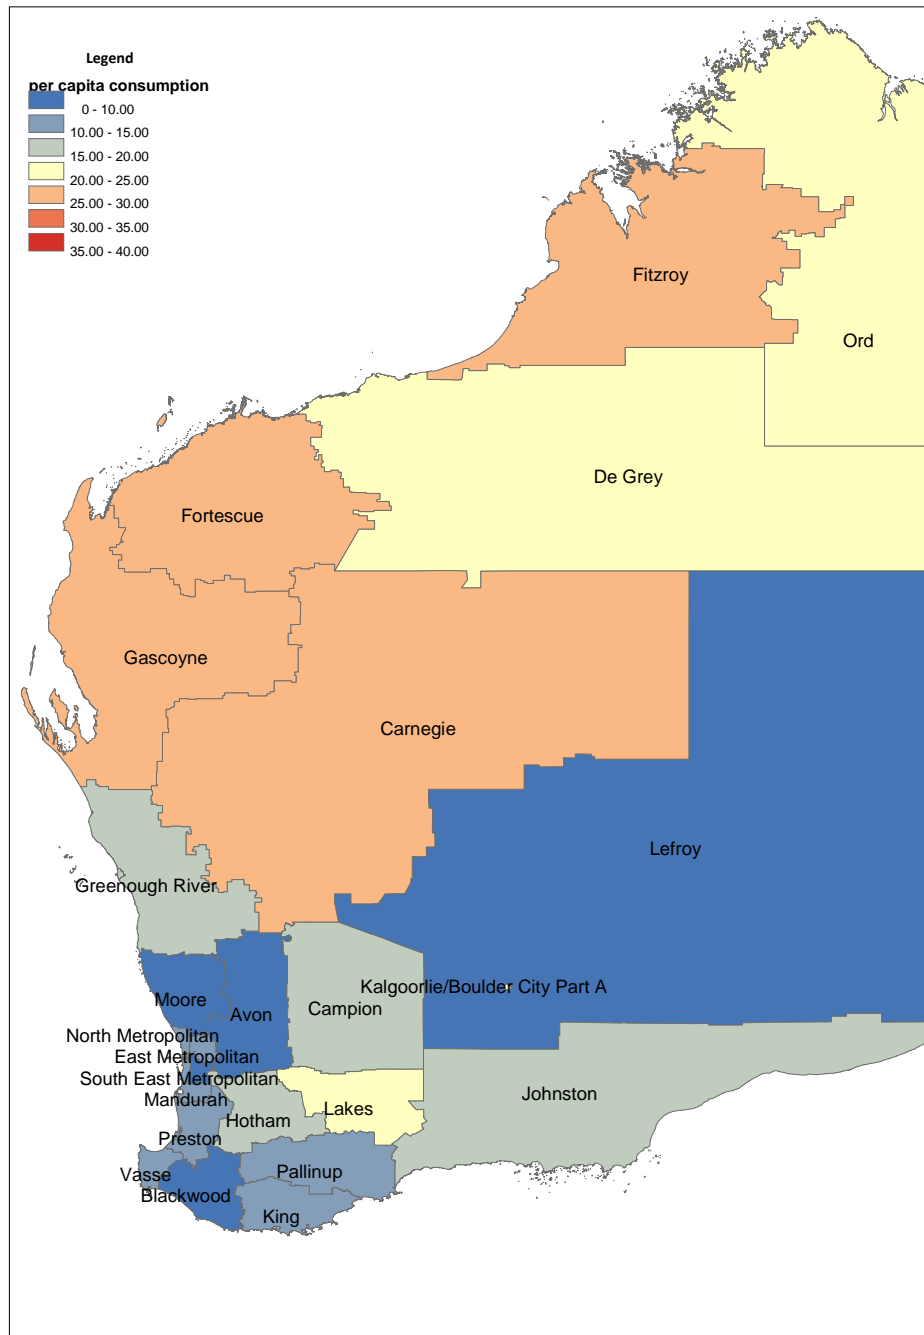 Legend
per capita consumption
0 - 10.00
10.00 - 15.00
15.00 - 20.00
20.00 - 25.00
25.00 - 30.00
30.00 - 35.00
35.00 - 40.00
Fitzroy
Ord
De Grey
Fortescue
Gascoyne
Carnegie
Lefroy
Greenough River
Kalgoorlie/Boulder City Part A
Moore
Campion
Avon
North Metropolitan
East Metropolitan
South East Metropolitan
Mandurah
Johnston
Lakes
Hotham
Preston
Vasse
Pallinup
Blackwood
King